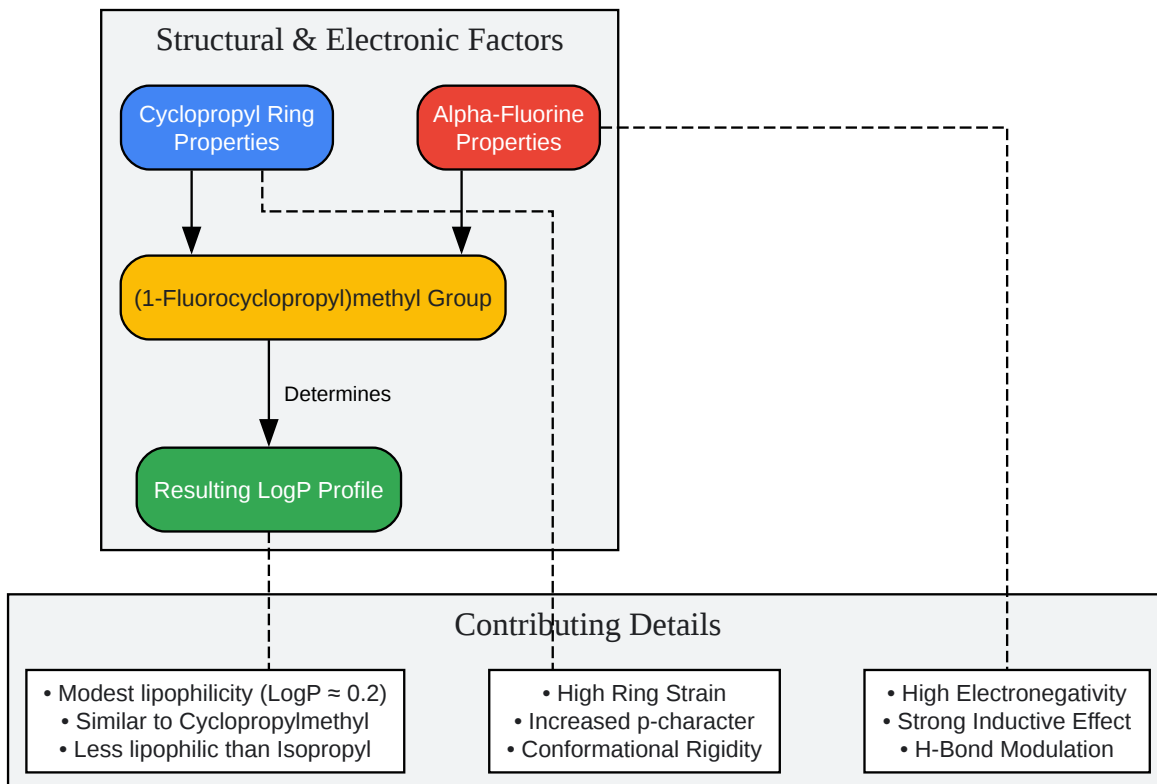 Structural & Electronic Factors
Cyclopropyl Ring
Properties
Alpha-Fluorine
Properties
(1-Fluorocyclopropyl)methyl Group
Determines
Resulting LogP Profile
Contributing Details
• Modest lipophilicity (LogP ≈ 0.2)
• Similar to Cyclopropylmethyl
• Less lipophilic than Isopropyl
• High Ring Strain
• Increased p-character
• Conformational Rigidity
• High Electronegativity
• Strong Inductive Effect
• H-Bond Modulation